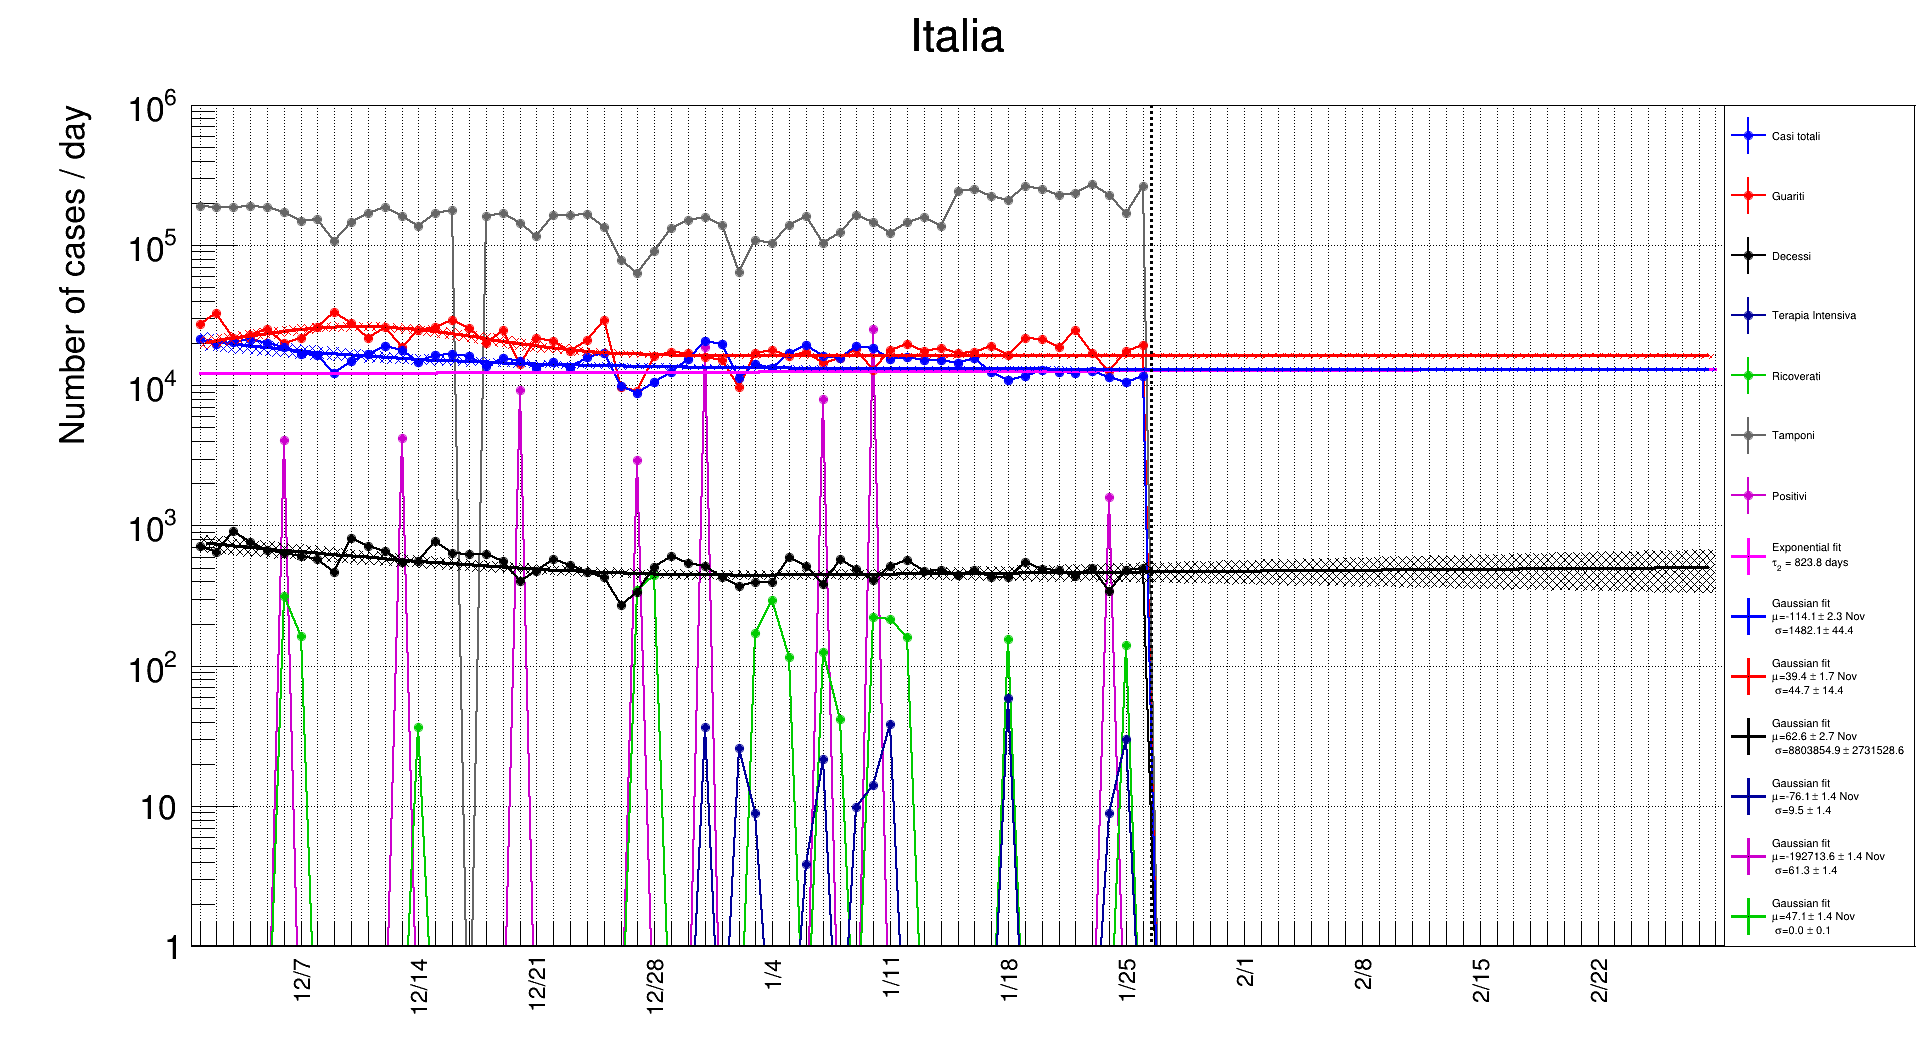 Italia
Number of cases / day
10^6
10^5
10^4
10^3
10^2
10
1
12/7
12/14
12/21
12/28
1/4
1/11
1/18
1/25
2/1
2/8
2/15
2/22
Casi totali
Guariti
Decessi
Terapia Intensiva
Ricoverati
Tamponi
Positivi
Exponential fit
τ₂ = 823.8 days
Gaussian fit
μ=-114.1 ± 2.3 Nov
σ=1482.1 ± 44.4
Gaussian fit
μ=39.4 ± 1.7 Nov
σ=44.7 ± 14.4
Gaussian fit
μ=62.6 ± 2.7 Nov
σ=8803854.9 ± 2731528.6
Gaussian fit
μ=-76.1 ± 1.4 Nov
σ=9.5 ± 1.4
Gaussian fit
μ=-192713.6 ± 1.4 Nov
σ=61.3 ± 1.4
Gaussian fit
μ=47.1 ± 1.4 Nov
σ=0.0 ± 0.1